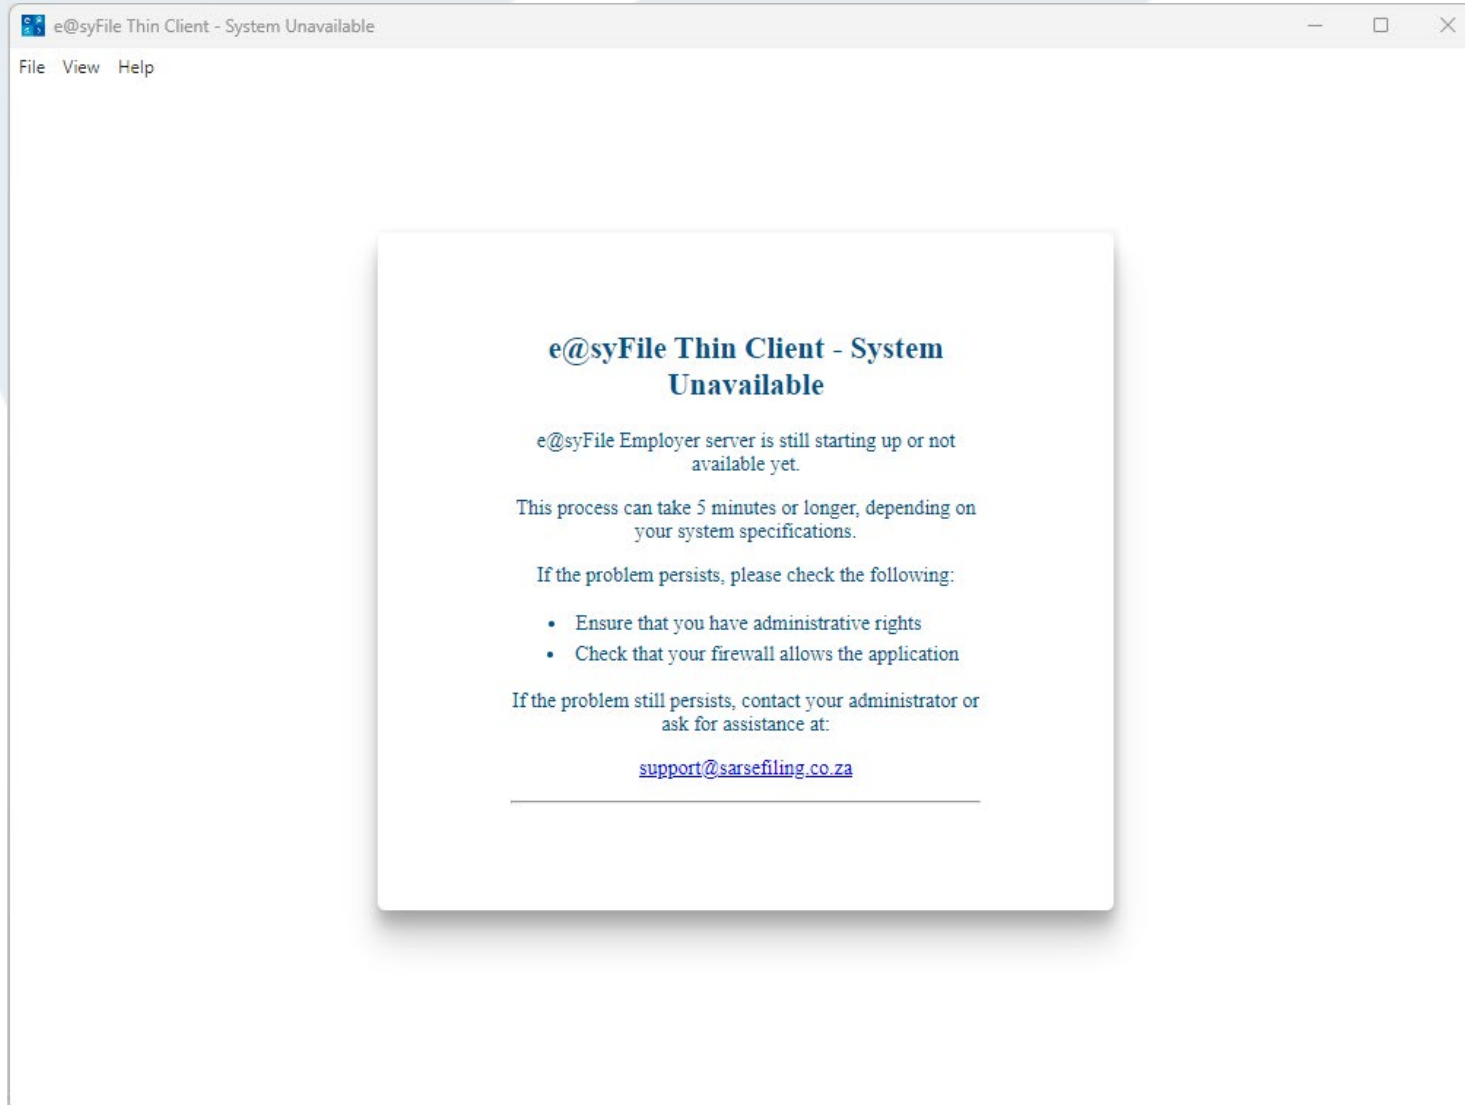 e@syFile Thin Client - System Unavailable
File View Help
e@syFile Thin Client - System
Unavailable
e@syFile Employer server is still starting up or not
available yet.
This process can take 5 minutes or longer, depending on
your system specifications.
If the problem persists, please check the following:
• Ensure that you have administrative rights
• Check that your firewall allows the application
If the problem still persists, contact your administrator or
ask for assistance at:
support@sarsefiling.co.za